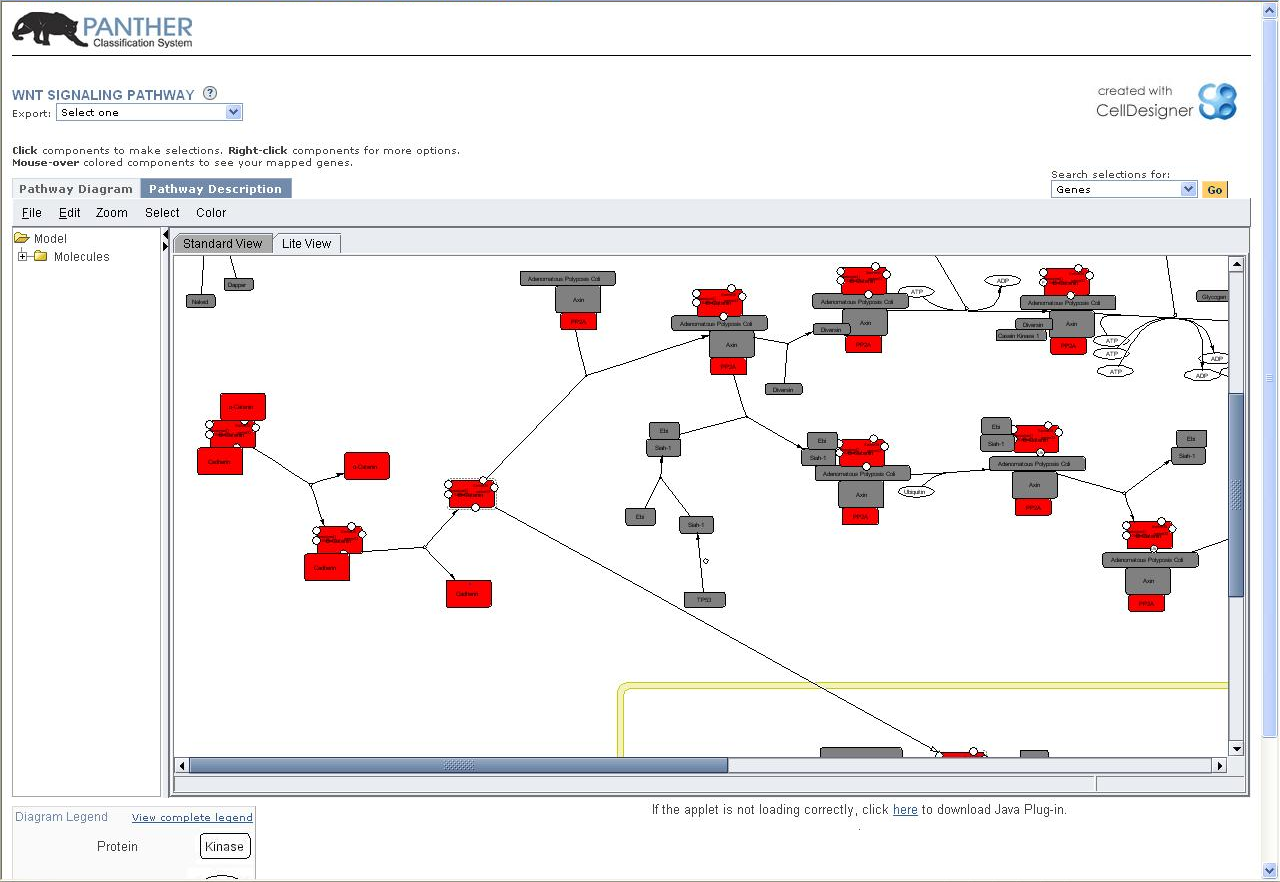 PANTHER
Classification System
WNT SIGNALING PATHWAY ?
Export: Select one
created with
CellDesigner
Click components to make selections. Right-click components for more options.
Mouse-over colored components to see your mapped genes.
Search selections for:
Genes Go
Pathway Diagram Pathway Description
File Edit Zoom Select Color
Model
Molecules
Standard View Lite View
Dapper
Naked
Adenomatous Polyposis Coli
Axin
PP2A
Adenomatous Polyposis Coli
Axin
PP2A
Diversin
Adenomatous Polyposis Coli
Diversin
Axin
PP2A
ATP
ADP
Adenomatous Polyposis Coli
Diversin
Axin
Casein Kinase 1
PP2A
Glycogen
ATP
ATP
ATP
ADP
ADP
α-Catenin
Cadherin
α-Catenin
Cadherin
Cadherin
Ebi
Siah-1
Ebi
Siah-1
TP53
Ebi
Siah-1
Adenomatous Polyposis Coli
Axin
PP2A
Ubiquitin
Ebi
Siah-1
Adenomatous Polyposis Coli
Axin
PP2A
Ebi
Siah-1
Adenomatous Polyposis Coli
Axin
PP2A
If the applet is not loading correctly, click here to download Java Plug-in.
.
Diagram Legend View complete legend
Protein Kinase